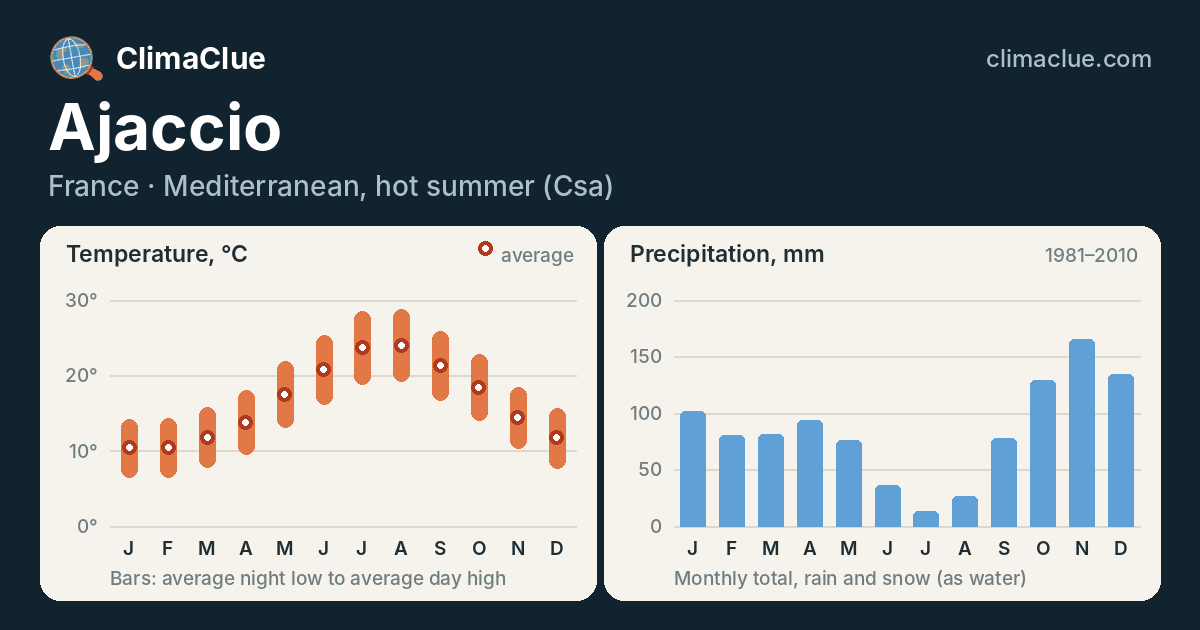 ClimaClue
climaclue.com
Ajaccio
France · Mediterranean, hot summer (Csa)
Temperature, °C
average
30°
20°
10°
0°
J F M A M J J A S O N D
Bars: average night low to average day high
Precipitation, mm
1981–2010
200
150
100
50
0
J F M A M J J A S O N D
Monthly total, rain and snow (as water)